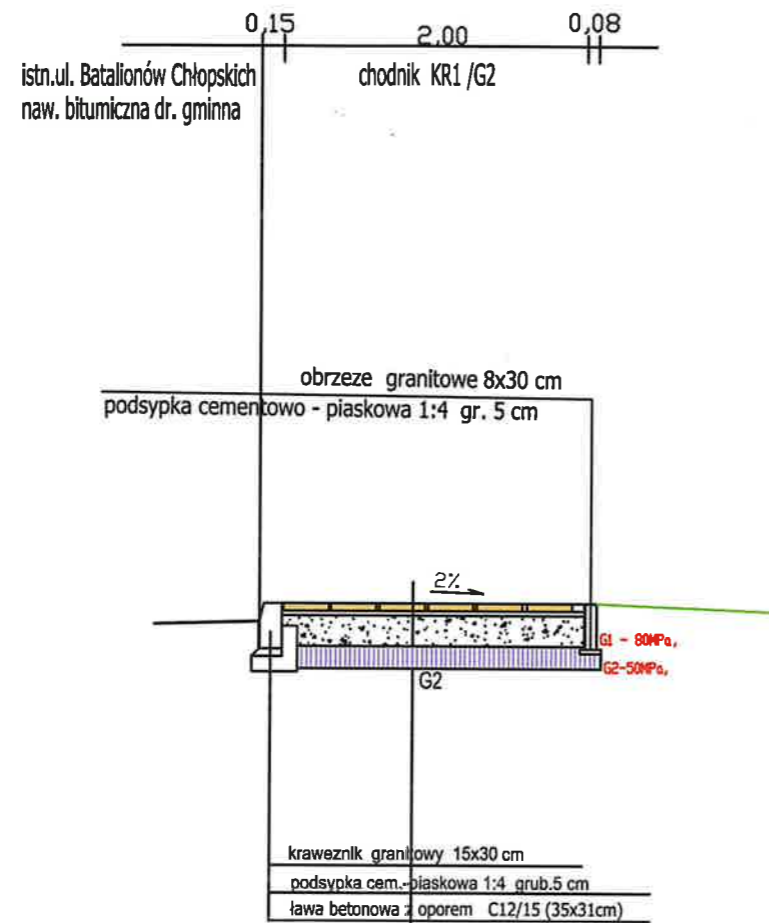 0,15 2,00 0,08
istn.ul. Batalionów Chłopskich chodnik KR1 /G2
naw. bitumiczna dr. gminna
obrzeze granitowe 8x30 cm
podsypka cementowo - piaskowa 1:4 gr. 5 cm
2%
G1 - 80MPa,
G2-50MPa,
G2
kraweznik granitowy 15x30 cm
podsypka cem.-piaskowa 1:4 grub.5 cm
ława betonowa z oporem C12/15 (35x31cm)